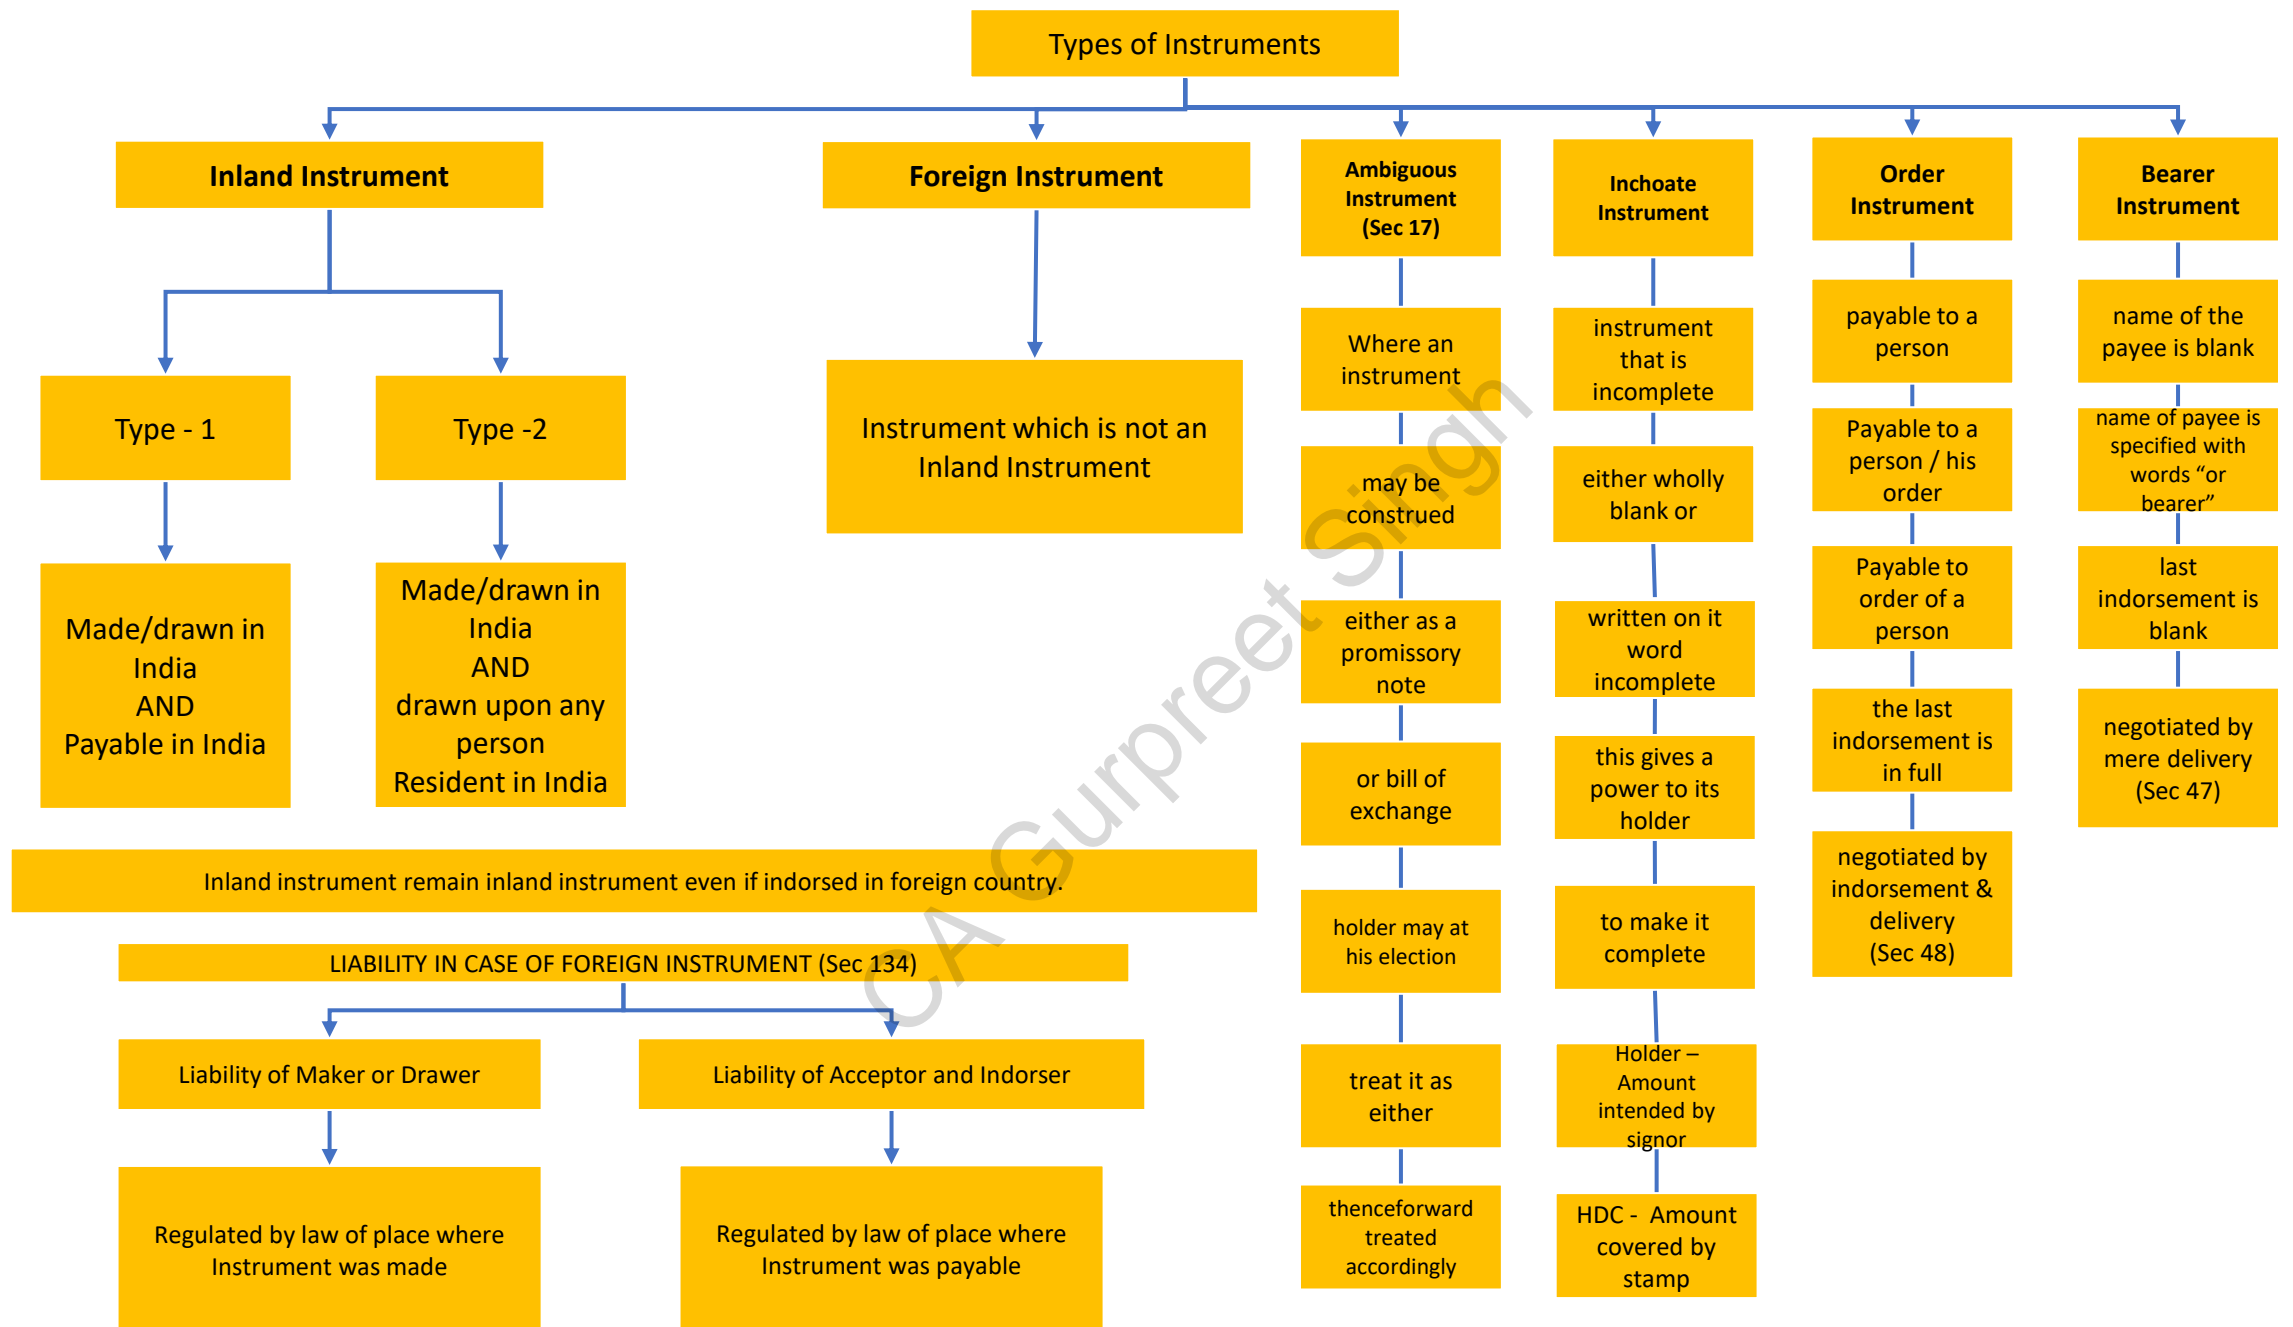 Types of Instruments
Inland Instrument
Foreign Instrument
Ambiguous
Instrument
(Sec 17)
Inchoate
Instrument
Order
Instrument
Bearer
Instrument
Type - 1
Type -2
Made/drawn in
India
AND
Payable in India
Made/drawn in
India
AND
drawn upon any
person
Resident in India
Instrument which is not an
Inland Instrument
Where an
instrument
may be
construed
either as a
promissory
note
or bill of
exchange
holder may at
his election
treat it as
either
thenceforward
treated
accordingly
instrument
that is
incomplete
either wholly
blank or
written on it
word
incomplete
this gives a
power to its
holder
to make it
complete
Holder –
Amount
intended by
signor
HDC - Amount
covered by
stamp
payable to a
person
Payable to a
person / his
order
Payable to
order of a
person
the last
indorsement is
in full
negotiated by
indorsement &
delivery
(Sec 48)
name of the
payee is blank
name of payee is
specified with
words “or
bearer”
last
indorsement is
blank
negotiated by
mere delivery
(Sec 47)
Inland instrument remain inland instrument even if indorsed in foreign country.
LIABILITY IN CASE OF FOREIGN INSTRUMENT (Sec 134)
Liability of Maker or Drawer
Liability of Acceptor and Indorser
Regulated by law of place where
Instrument was made
Regulated by law of place where
Instrument was payable
CA Gurpreet Singh